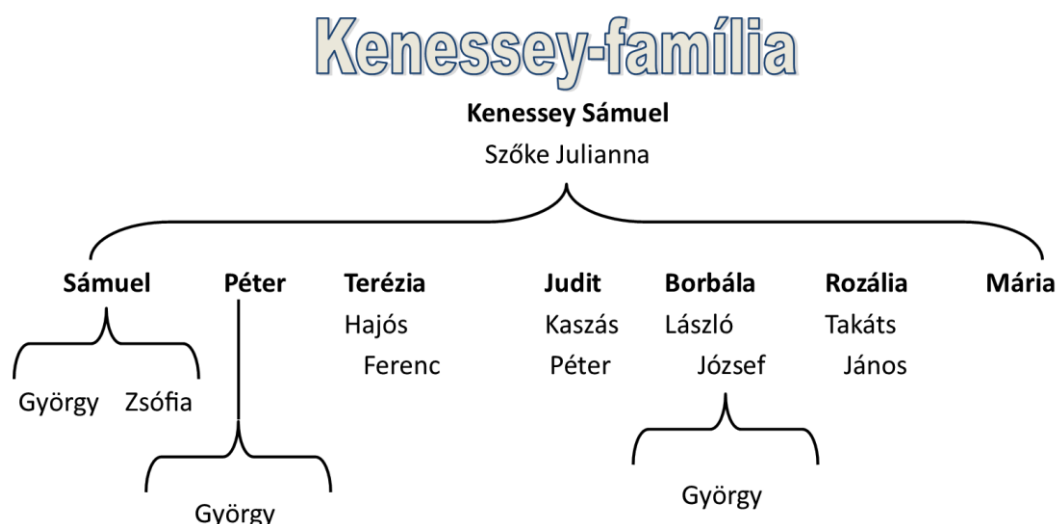 Kenessey-família
Kenessey Sámuel
Szőke Julianna
Sámuel Péter Terézia Judit Borbála Rozália Mária
Hajós Kaszás László Takáts
Ferenc Péter József János
György Zsófia
György
György